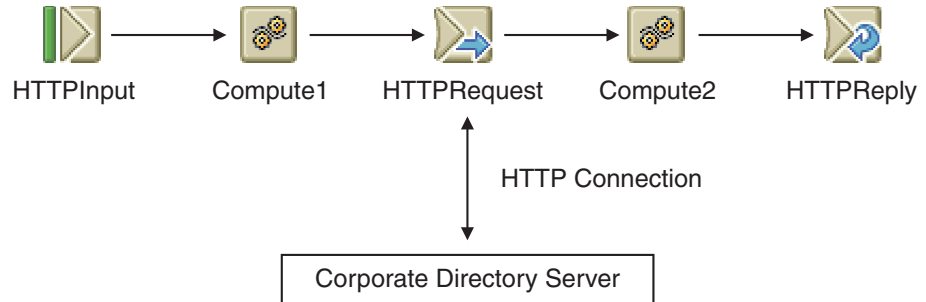 HTTPInput
Compute1
HTTPRequest
Compute2
HTTPReply
HTTP Connection
Corporate Directory Server